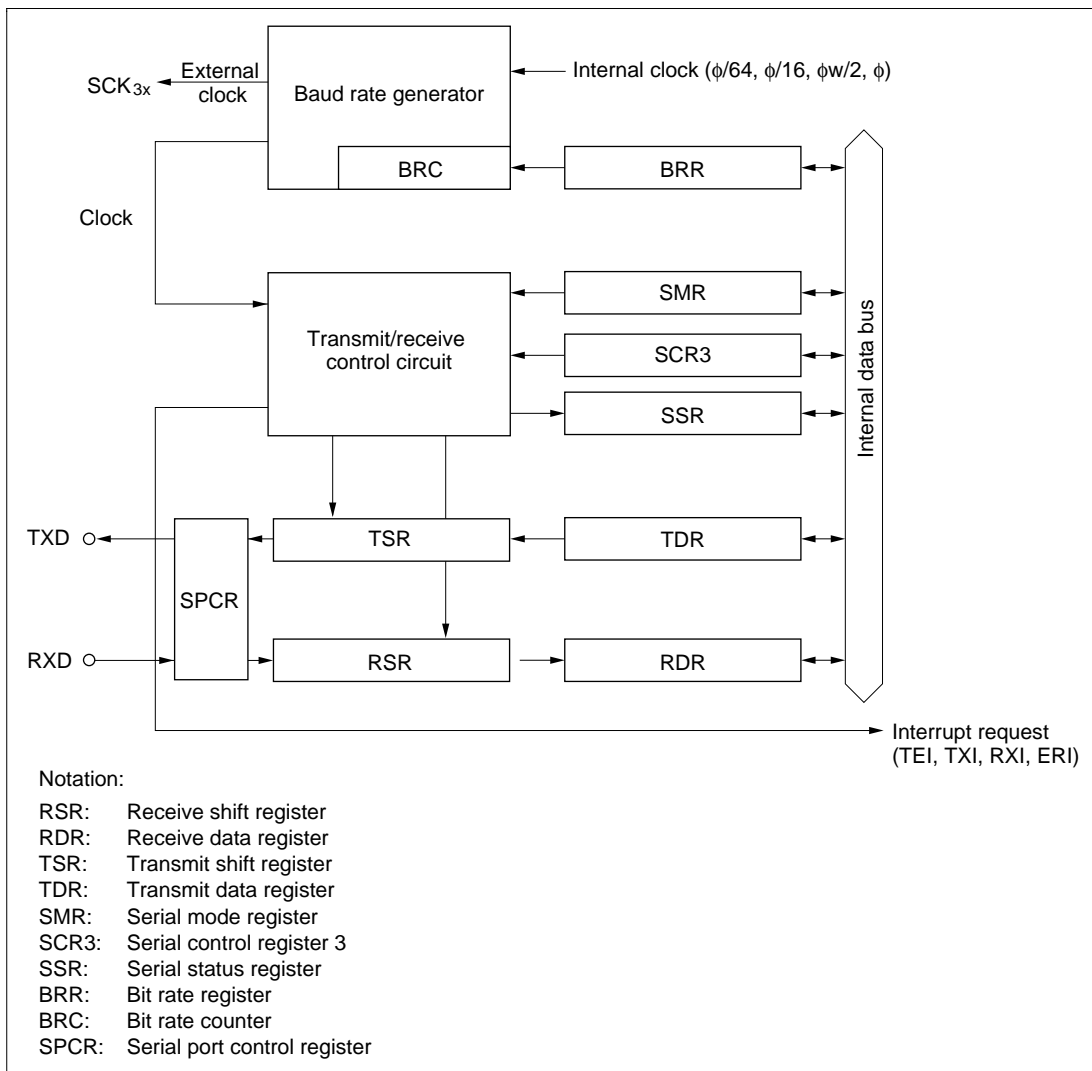 SCK3x
External
clock
Baud rate generator
Internal clock (ϕ/64, ϕ/16, ϕw/2, ϕ)
BRC
BRR
Clock
Transmit/receive
control circuit
SMR
SCR3
SSR
Internal data bus
TXD
SPCR
TSR
TDR
RXD
RSR
RDR
Interrupt request
(TEI, TXI, RXI, ERI)
Notation:
RSR: Receive shift register
RDR: Receive data register
TSR: Transmit shift register
TDR: Transmit data register
SMR: Serial mode register
SCR3: Serial control register 3
SSR: Serial status register
BRR: Bit rate register
BRC: Bit rate counter
SPCR: Serial port control register